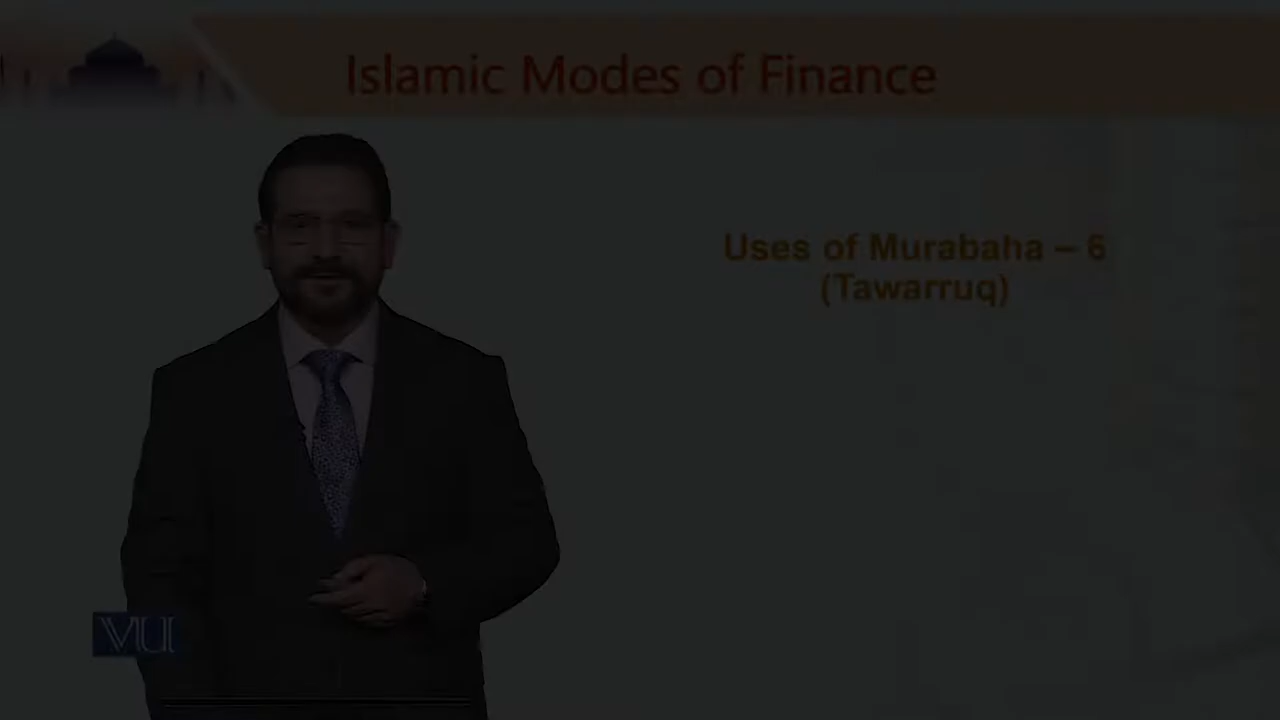 Islamic Modes of Finance
Uses of Murabaha – 6
(Tawarruq)
VU